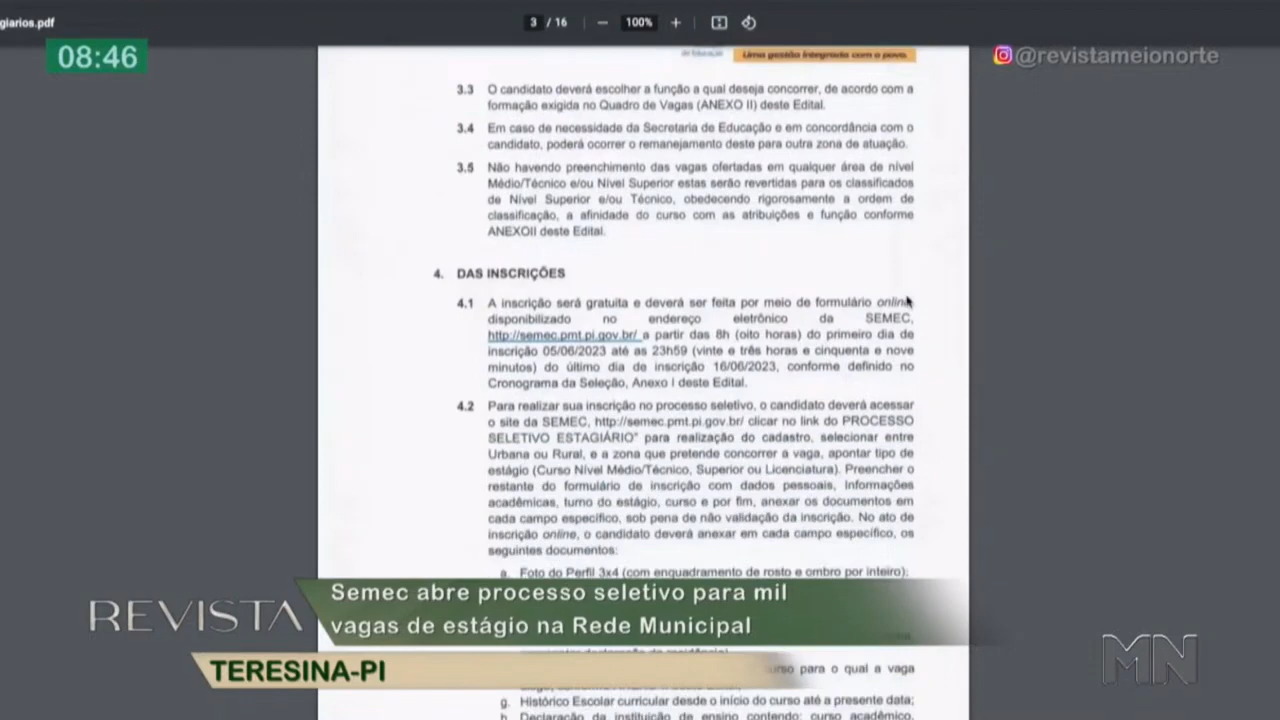 giarios.pdf
3 / 16
100%
08:46
@revistameionorte
Uma gestão integrada com o povo.
3.3 O candidato deverá escolher a função a qual deseja concorrer, de acordo com a
formação exigida no Quadro de Vagas (ANEXO II) deste Edital.
3.4 Em caso de necessidade da Secretaria de Educação e em concordância com o
candidato, poderá ocorrer o remanejamento deste para outra zona de atuação.
3.5 Não havendo preenchimento das vagas ofertadas em qualquer área de nível
Médio/Técnico e/ou Nível Superior estas serão revertidas para os classificados
de Nível Superior e/ou Técnico, obedecendo rigorosamente a ordem de
classificação, a afinidade do curso com as atribuições e função conforme
ANEXOII deste Edital.
4. DAS INSCRIÇÕES
4.1 A inscrição será gratuita e deverá ser feita por meio de formulário online
disponibilizado no endereço eletrônico da SEMEC,
http://semec.pmt.pi.gov.br/ a partir das 8h (oito horas) do primeiro dia de
inscrição 05/06/2023 até as 23h59 (vinte e três horas e cinquenta e nove
minutos) do último dia de inscrição 16/06/2023, conforme definido no
Cronograma da Seleção, Anexo I deste Edital.
4.2 Para realizar sua inscrição no processo seletivo, o candidato deverá acessar
o site da SEMEC, http://semec.pmt.pi.gov.br/ clicar no link do PROCESSO
SELETIVO ESTAGIÁRIO" para realização do cadastro, selecionar entre
Urbana ou Rural, e a zona que pretende concorrer a vaga, apontar tipo de
estágio (Curso Nível Médio/Técnico, Superior ou Licenciatura). Preencher o
restante do formulário de inscrição com dados pessoais, Informações
acadêmicas, turno do estágio, curso e por fim, anexar os documentos em
cada campo específico, sob pena de não validação da inscrição. No ato de
inscrição online, o candidato deverá anexar em cada campo específico, os
seguintes documentos:
a. Foto do Perfil 3x4 (com enquadramento de rosto e ombro por inteiro);
REVISTA
Semec abre processo seletivo para mil
vagas de estágio na Rede Municipal
TERESINA-PI
MN
para o qual a vaga
g. Histórico Escolar curricular desde o início do curso até a presente data;
h. Declaração da instituição de ensino contendo: curso acadêmico,